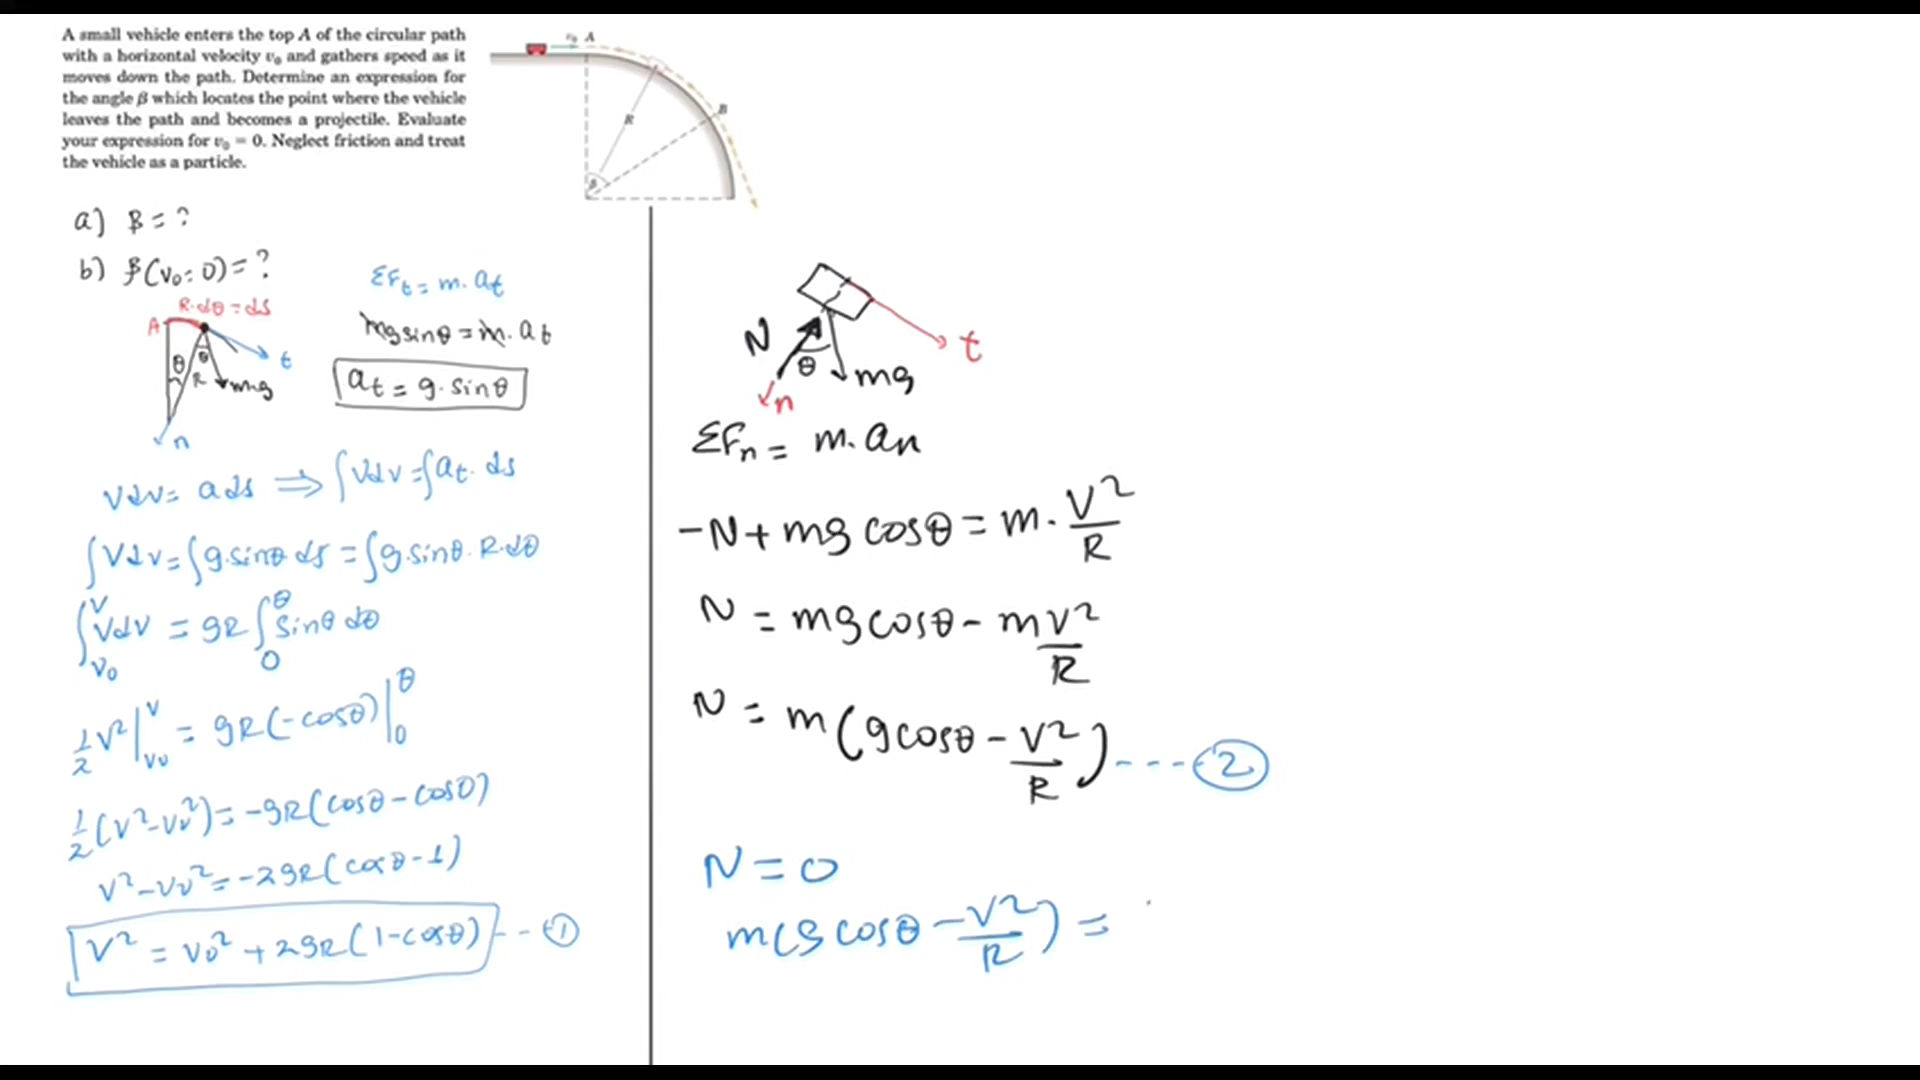 A small vehicle enters the top A of the circular path
with a horizontal velocity v₀ and gathers speed as it
moves down the path. Determine an expression for
the angle β which locates the point where the vehicle
leaves the path and becomes a projectile. Evaluate
your expression for v₀ = 0. Neglect friction and treat
the vehicle as a particle.
v₀ A
R
B
β
a) β = ?
b) β(v₀ = 0) = ?
R.dθ = ds
A
θ θ
R
mg
t
n
ΣFt = m. at
mg sinθ = m. at
at = g. sinθ
Vdv = ads ⇒ ∫Vdv = ∫at. ds
∫Vdv = ∫g.sinθ ds = ∫g.sinθ. R.dθ
∫_{V₀}^{V} Vdv = gR ∫_{0}^{θ} sinθ dθ
1/2 V² |_{V₀}^{V} = gR(-cosθ) |_{0}^{θ}
1/2 (V² - V₀²) = -gR(cosθ - cos0)
V² - V₀² = -2gR(cosθ - 1)
V² = V₀² + 2gR(1 - cosθ) -- ①
N
θ
mg
t
n
ΣFn = m. an
-N + mg cosθ = m. V²/R
N = mg cosθ - mV²/R
N = m(g cosθ - V²/R) ---- ②
N = 0
m(g cosθ - V²/R) =